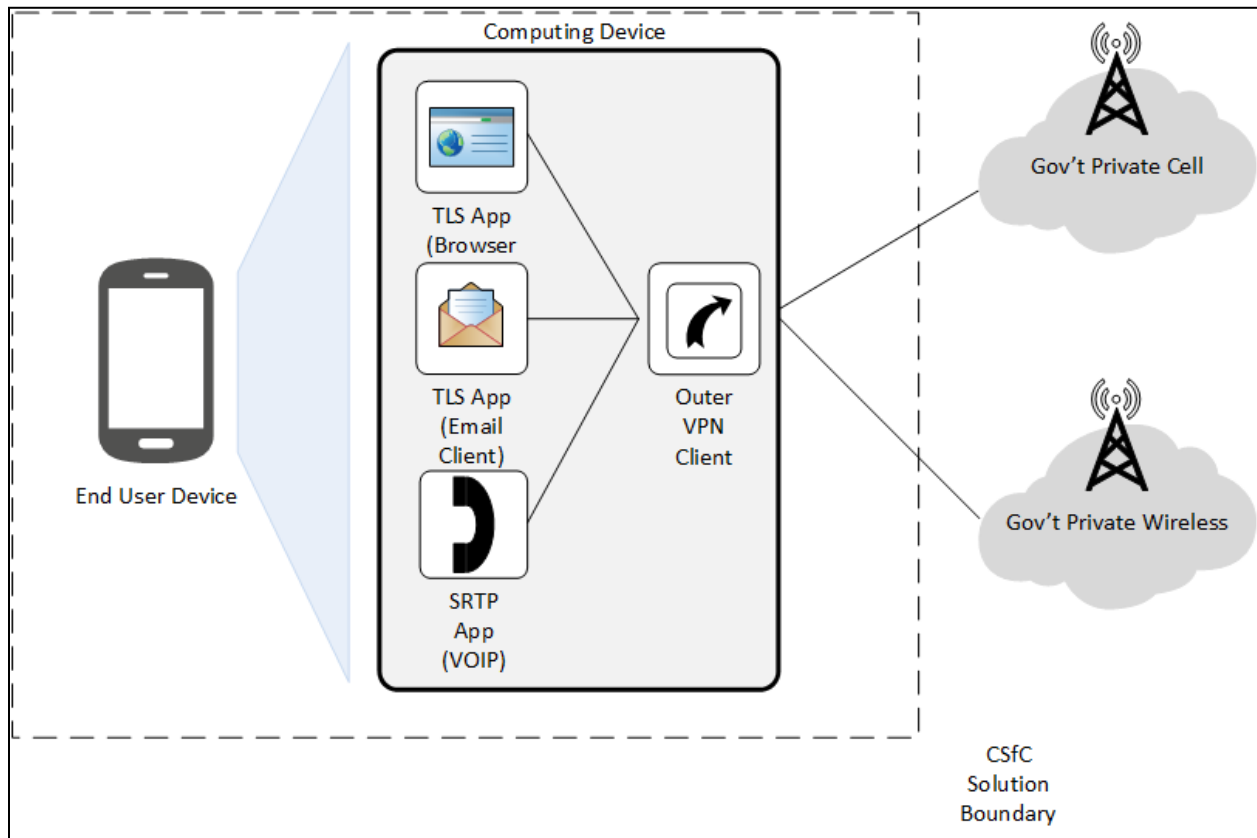 Computing Device
TLS App
(Browser
TLS App
(Email
Client)
SRTP
App
(VOIP)
Outer
VPN
Client
End User Device
Gov't Private Cell
Gov't Private Wireless
CSfC
Solution
Boundary